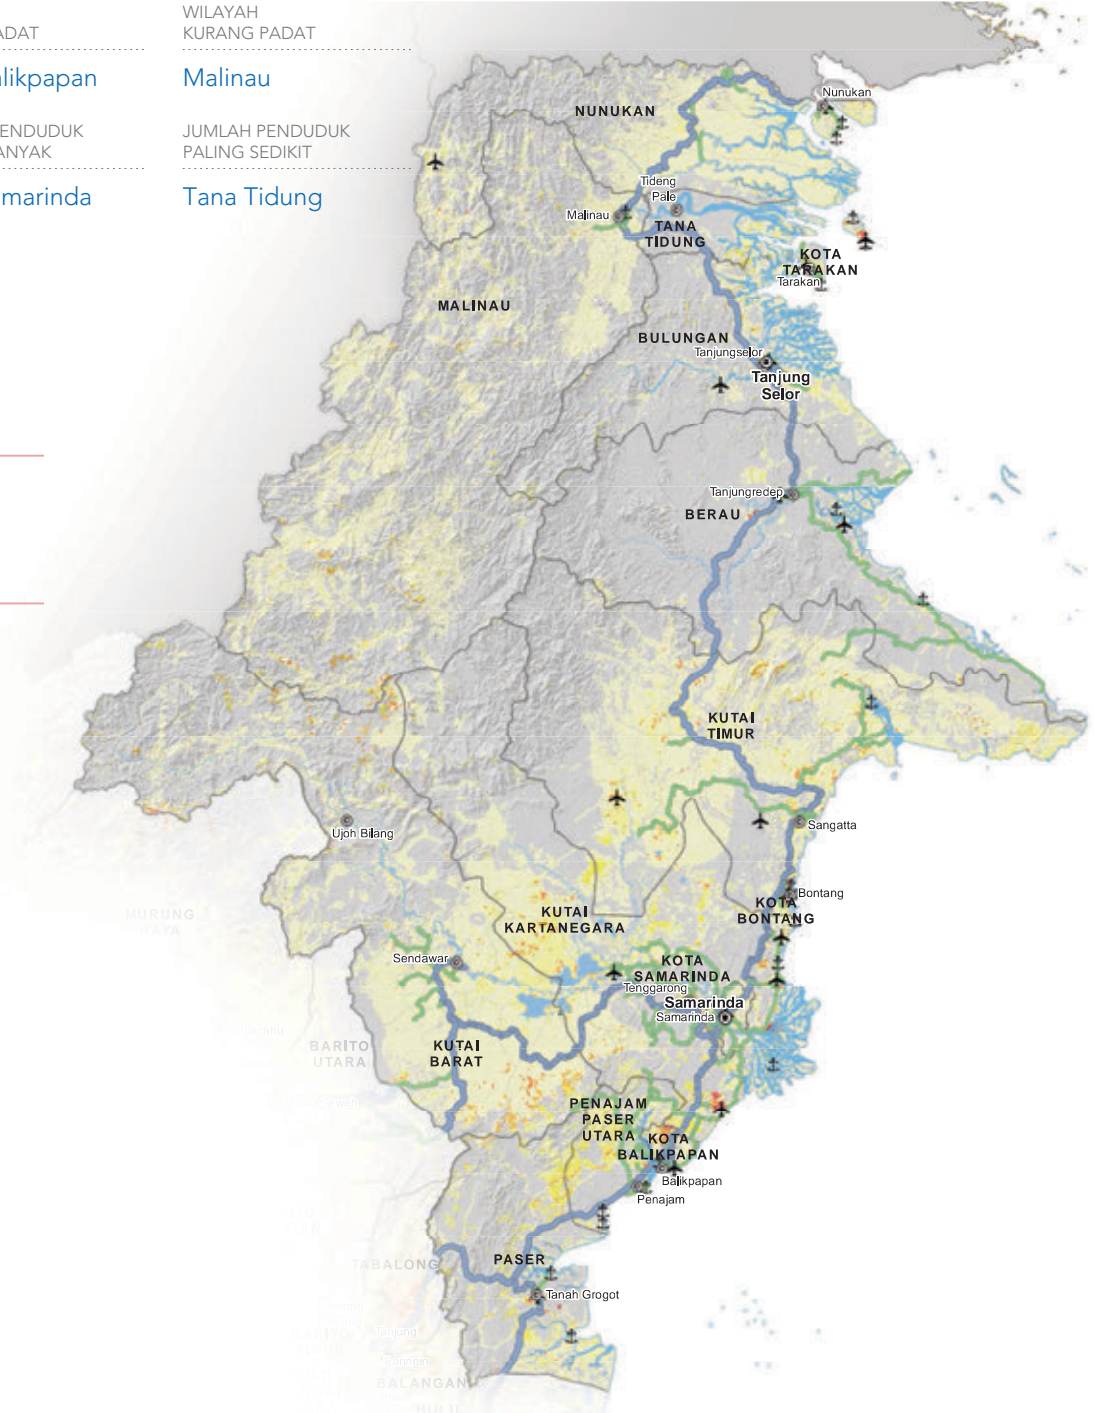 WILAYAH
KURANG PADAT
Malinau
JUMLAH PENDUDUK
PALING SEDIKIT
Tana Tidung
ADAT
alikpapan
ENDUDUK
ANYAK
marinda
NUNUKAN
Nunukan
Tideng
Pale
Malinau
TANA
TIDUNG
KOTA
TARAKAN
Tarakan
MALINAU
BULUNGAN
Tanjungselor
Tanjung
Selor
Tanjungredep
BERAU
KUTAI
TIMUR
Ujoh Bilang
Sangatta
Bontang
KOTA
BONTANG
MURUNG
RAYA
KUTAI
KARTANEGARA
Sendawar
KOTA
SAMARINDA
Tenggarong
Samarinda
Samarinda
BARITO
UTARA
KUTAI
BARAT
PENAJAM
PASER
UTARA
KOTA
BALIKPAPAN
Balikpapan
Penajam
TABALONG
PASER
Tanah Grogot
Tanjung
Paringin
BALANGAN